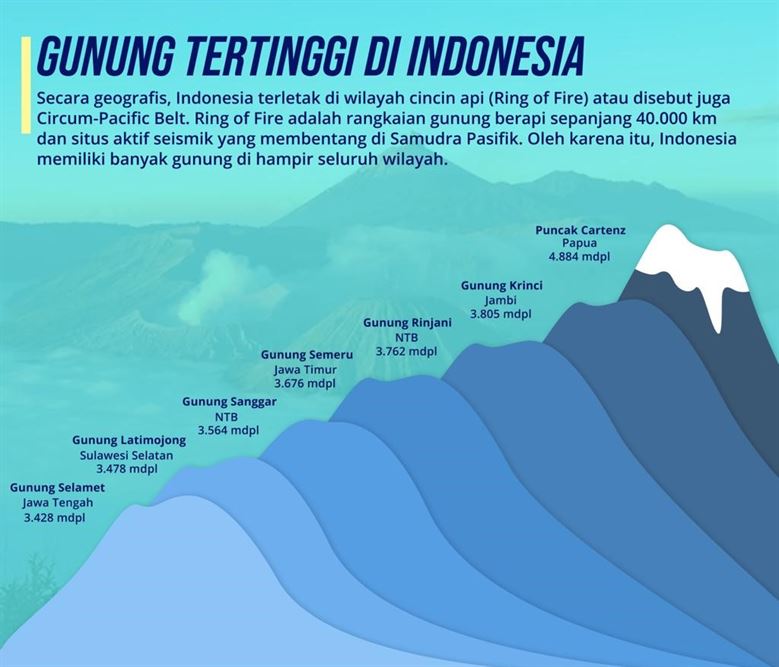 GUNUNG TERTINGGI DI INDONESIA
Secara geografis, Indonesia terletak di wilayah cincin api (Ring of Fire) atau disebut juga
Circum-Pacific Belt. Ring of Fire adalah rangkaian gunung berapi sepanjang 40.000 km
dan situs aktif seismik yang membentang di Samudra Pasifik. Oleh karena itu, Indonesia
memiliki banyak gunung di hampir seluruh wilayah.
Puncak Cartenz
Papua
4.884 mdpl
Gunung Krinci
Jambi
3.805 mdpl
Gunung Rinjani
NTB
3.762 mdpl
Gunung Semeru
Jawa Timur
3.676 mdpl
Gunung Sanggar
NTB
3.564 mdpl
Gunung Latimojong
Sulawesi Selatan
3.478 mdpl
Gunung Selamet
Jawa Tengah
3.428 mdpl